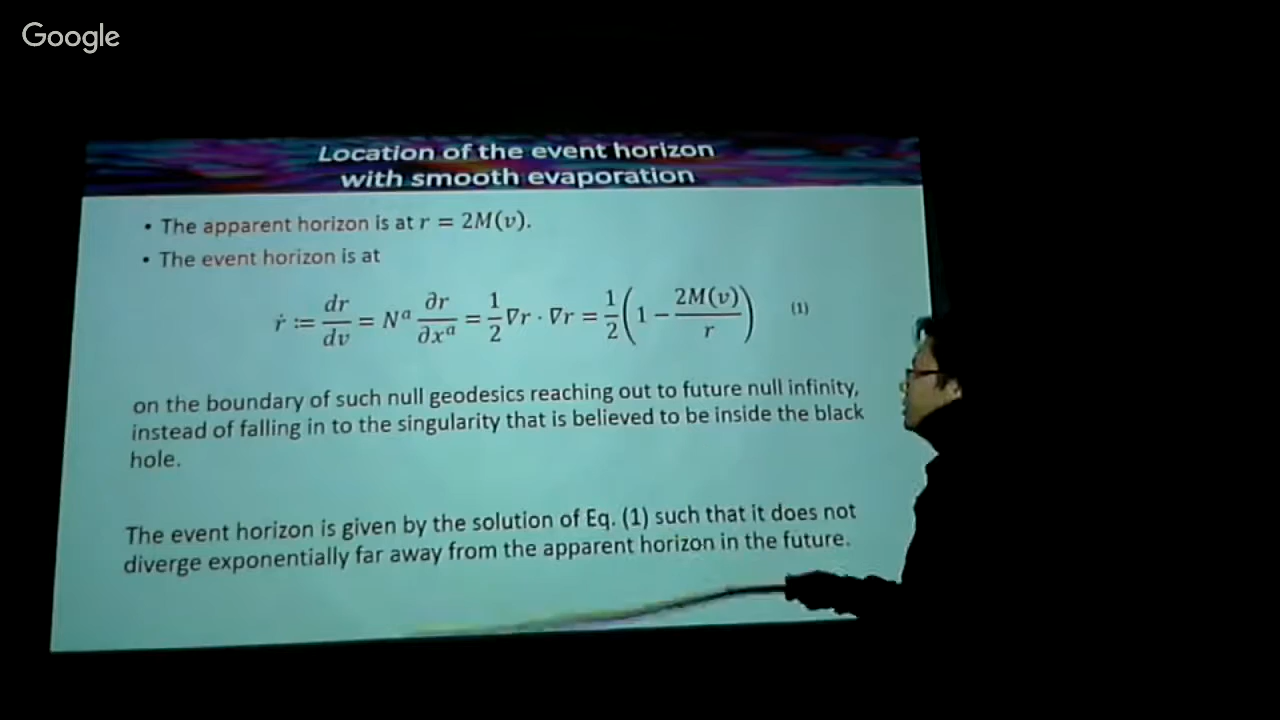 Google
Location of the event horizon
with smooth evaporation
• The apparent horizon is at r = 2M(v).
• The event horizon is at
ṙ := dr/dv = Nᵃ ∂r/∂xᵃ = 1/2 ∇r · ∇r = 1/2 (1 − 2M(v)/r) (1)
on the boundary of such null geodesics reaching out to future null infinity,
instead of falling in to the singularity that is believed to be inside the black
hole.
The event horizon is given by the solution of Eq. (1) such that it does not
diverge exponentially far away from the apparent horizon in the future.